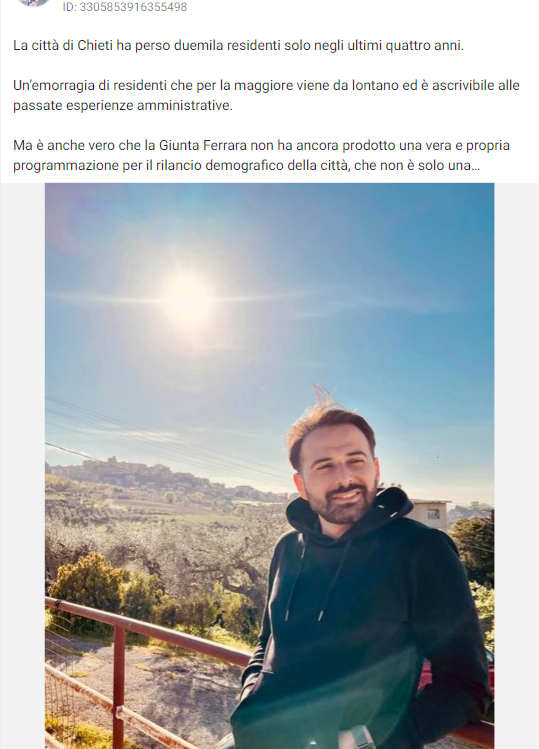 ID: 3305853916355498
La città di Chieti ha perso duemila residenti solo negli ultimi quattro anni.
Un’emorragia di residenti che per la maggiore viene da lontano ed è ascrivibile alle
passate esperienze amministrative.
Ma è anche vero che la Giunta Ferrara non ha ancora prodotto una vera e propria
programmazione per il rilancio demografico della città, che non è solo una…